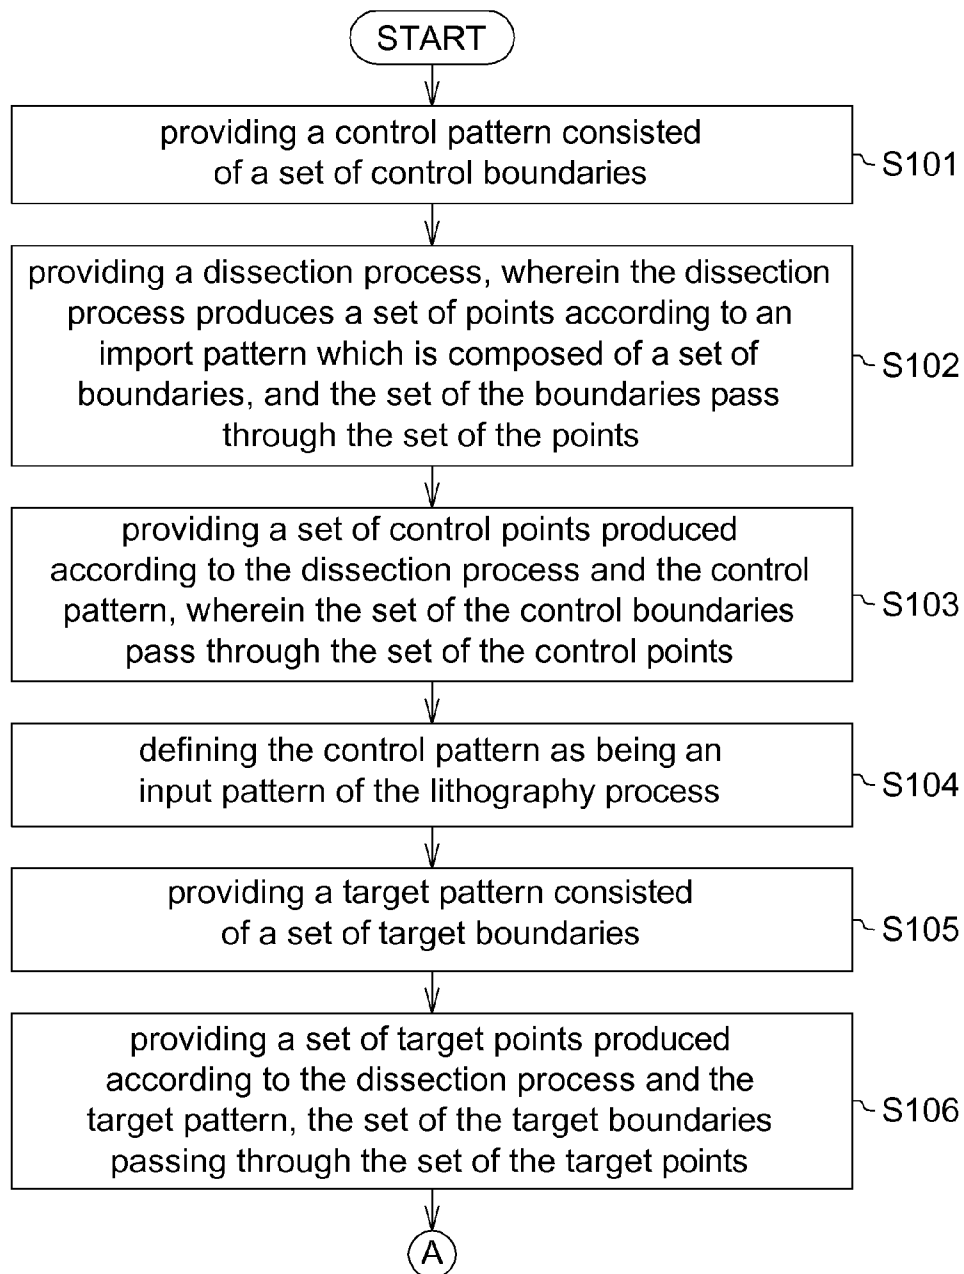 START
providing a control pattern consisted
of a set of control boundaries
S101
providing a dissection process, wherein the dissection
process produces a set of points according to an
import pattern which is composed of a set of
boundaries, and the set of the boundaries pass
through the set of the points
S102
providing a set of control points produced
according to the dissection process and the control
pattern, wherein the set of the control boundaries
pass through the set of the control points
S103
defining the control pattern as being an
input pattern of the lithography process
S104
providing a target pattern consisted
of a set of target boundaries
S105
providing a set of target points produced
according to the dissection process and the
target pattern, the set of the target boundaries
passing through the set of the target points
S106
A